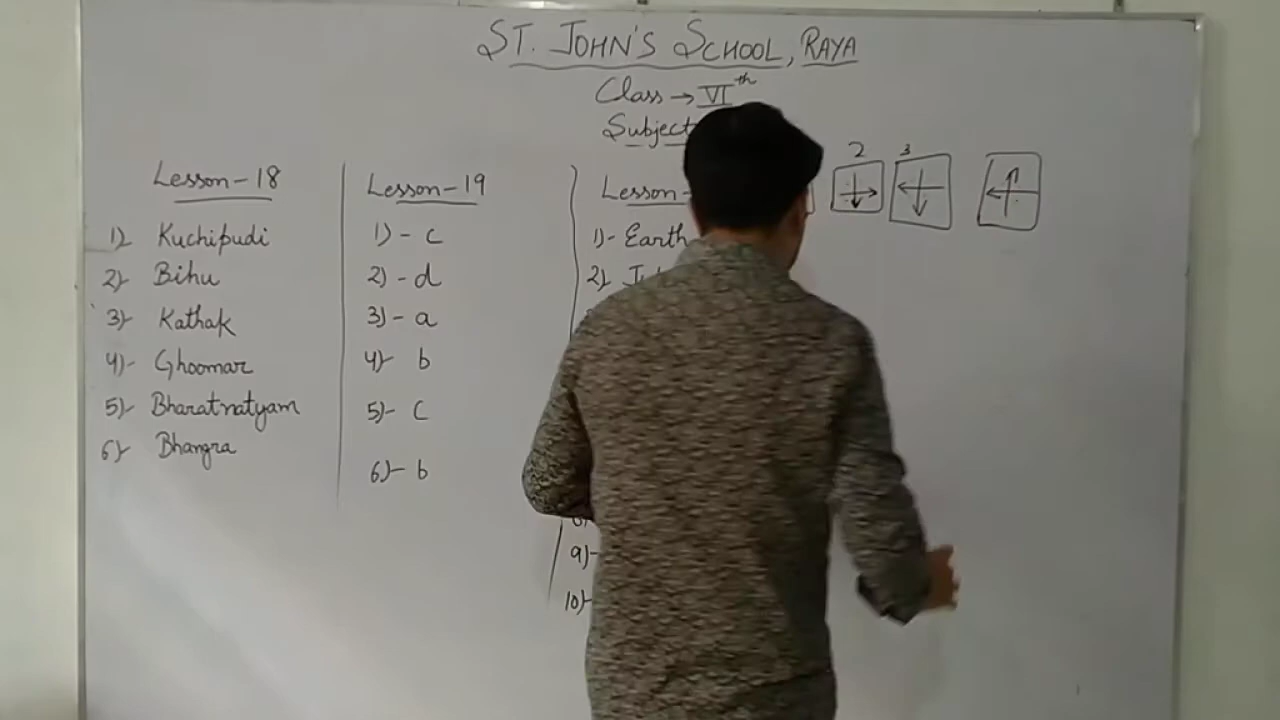 ST. JOHN'S SCHOOL, RAYA
Class → VIth
Subject
Lesson-18
1) Kuchipudi
2) Bihu
3) Kathak
4)- Ghoomar
5)- Bharatnatyam
6)- Bhangra
Lesson-19
1) - c
2) - d
3) - a
4)- b
5)- c
6)- b
Lesson-
1)- Earth
2)
9)-
10)-
2
3